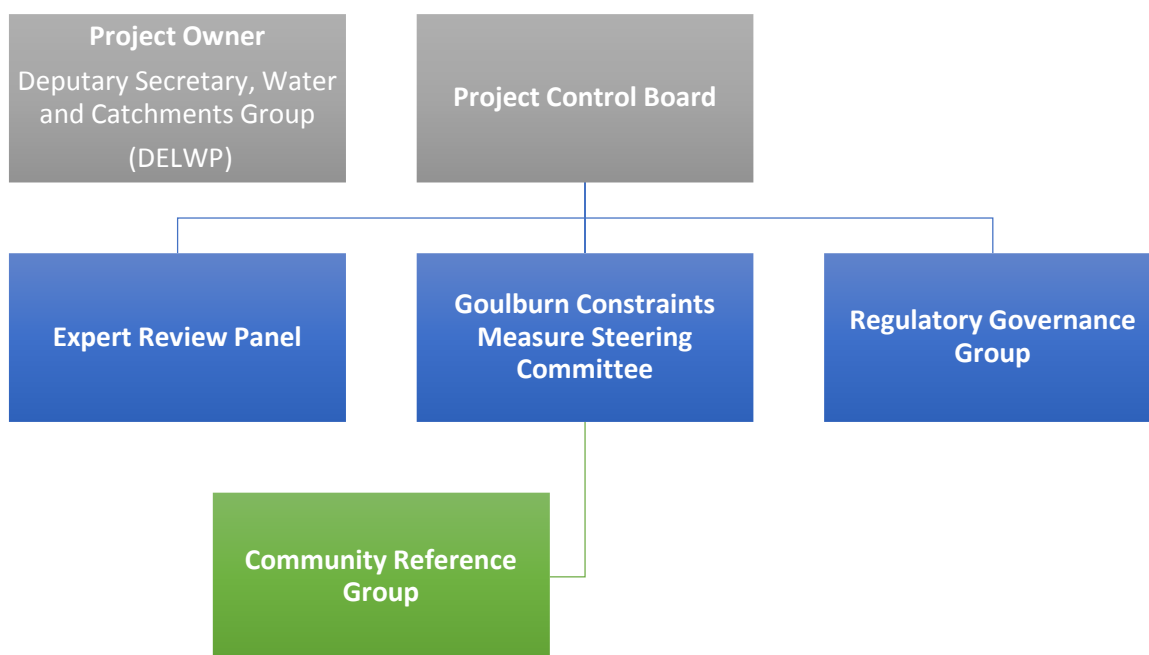 Project Owner
Deputary Secretary, Water
and Catchments Group
(DELWP)
Project Control Board
Expert Review Panel
Goulburn Constraints
Measure Steering
Committee
Regulatory Governance
Group
Community Reference
Group